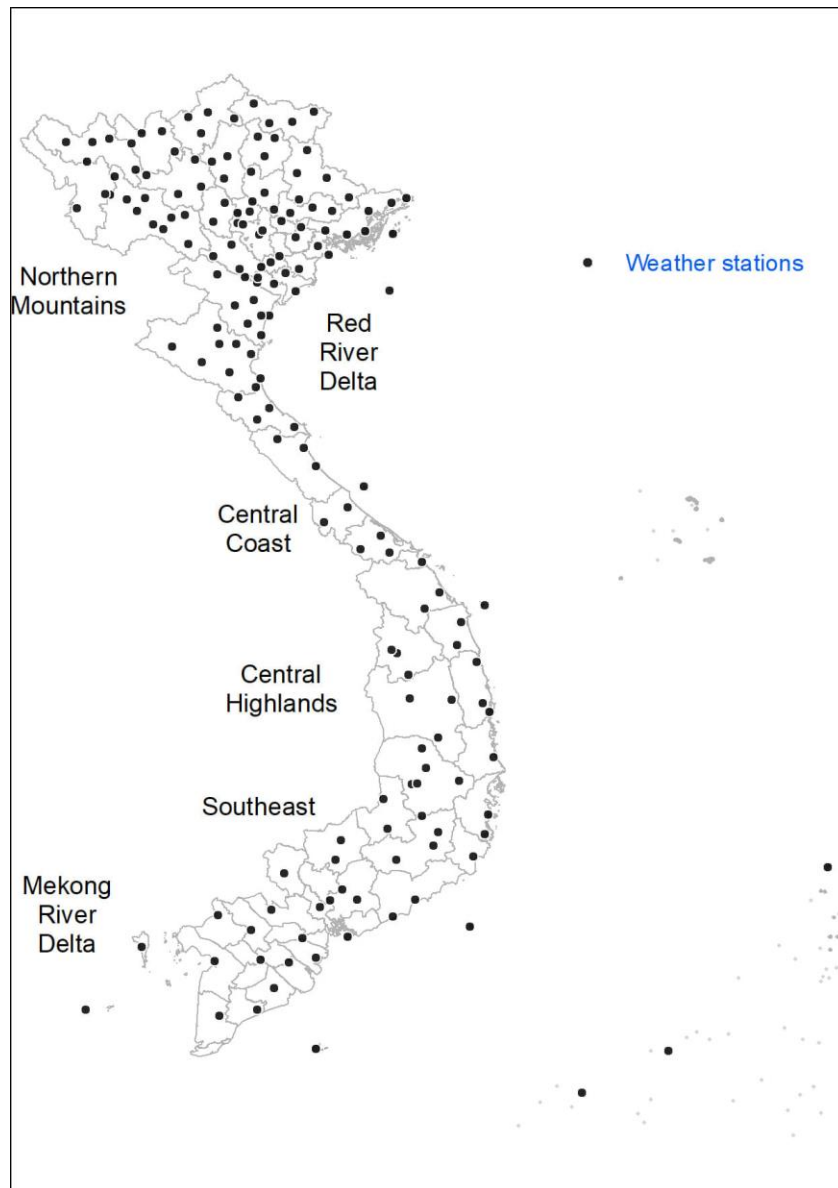 Weather stations
Northern
Mountains
Red
River
Delta
Central
Coast
Central
Highlands
Southeast
Mekong
River
Delta